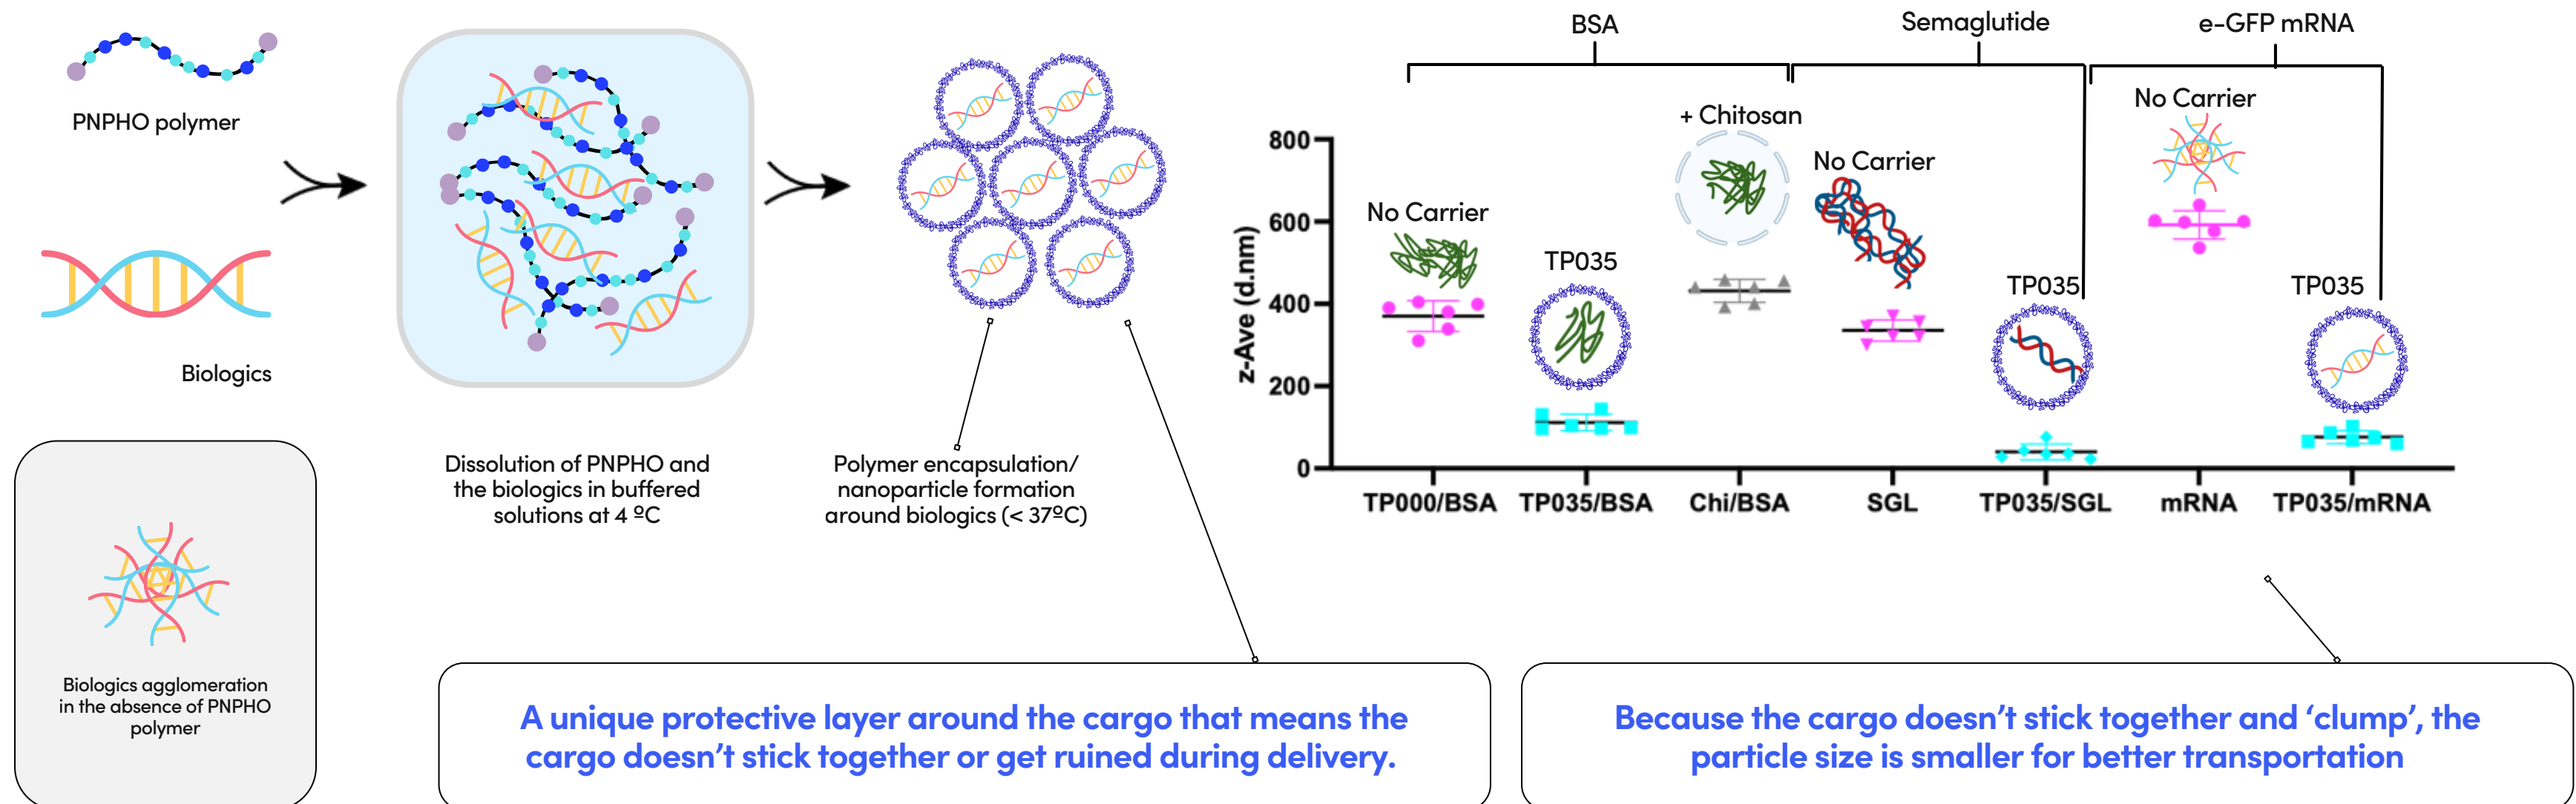 PNPHO polymer
Biologics
Biologics agglomeration
in the absence of PNPHO
polymer
Dissolution of PNPHO and
the biologics in buffered
solutions at 4 ºC
Polymer encapsulation/
nanoparticle formation
around biologics (< 37ºC)
A unique protective layer around the cargo that means the
cargo doesn’t stick together or get ruined during delivery.
BSA
Semaglutide
e-GFP mRNA
No Carrier
TP035
+ Chitosan
No Carrier
TP035
No Carrier
TP035
z-Ave (d.nm)
800
600
400
200
0
TP000/BSA
TP035/BSA
Chi/BSA
SGL
TP035/SGL
mRNA
TP035/mRNA
Because the cargo doesn’t stick together and ‘clump’, the
particle size is smaller for better transportation